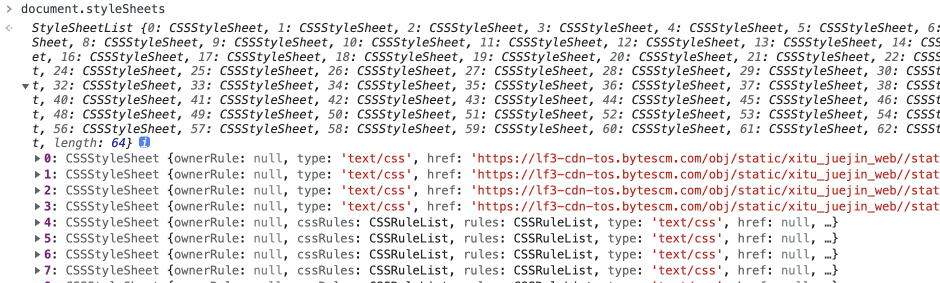 > document.styleSheets
StyleSheetList {0: CSSStyleSheet, 1: CSSStyleSheet, 2: CSSStyleSheet, 3: CSSStyleSheet, 4: CSSStyleSheet, 5: CSSStyleSheet, 6:
Sheet, 8: CSSStyleSheet, 9: CSSStyleSheet, 10: CSSStyleSheet, 11: CSSStyleSheet, 12: CSSStyleSheet, 13: CSSStyleSheet, 14: CSS
et, 16: CSSStyleSheet, 17: CSSStyleSheet, 18: CSSStyleSheet, 19: CSSStyleSheet, 20: CSSStyleSheet, 21: CSSStyleSheet, 22: CSSS
t, 24: CSSStyleSheet, 25: CSSStyleSheet, 26: CSSStyleSheet, 27: CSSStyleSheet, 28: CSSStyleSheet, 29: CSSStyleSheet, 30: CSSSt
t, 32: CSSStyleSheet, 33: CSSStyleSheet, 34: CSSStyleSheet, 35: CSSStyleSheet, 36: CSSStyleSheet, 37: CSSStyleSheet, 38: CSSSt
t, 40: CSSStyleSheet, 41: CSSStyleSheet, 42: CSSStyleSheet, 43: CSSStyleSheet, 44: CSSStyleSheet, 45: CSSStyleSheet, 46: CSSSt
t, 48: CSSStyleSheet, 49: CSSStyleSheet, 50: CSSStyleSheet, 51: CSSStyleSheet, 52: CSSStyleSheet, 53: CSSStyleSheet, 54: CSSSt
t, 56: CSSStyleSheet, 57: CSSStyleSheet, 58: CSSStyleSheet, 59: CSSStyleSheet, 60: CSSStyleSheet, 61: CSSStyleSheet, 62: CSSSt
t, length: 64} i
0: CSSStyleSheet {ownerRule: null, type: 'text/css', href: 'https://lf3-cdn-tos.bytescm.com/obj/static/xitu_juejin_web//stat
1: CSSStyleSheet {ownerRule: null, type: 'text/css', href: 'https://lf3-cdn-tos.bytescm.com/obj/static/xitu_juejin_web//stat
2: CSSStyleSheet {ownerRule: null, type: 'text/css', href: 'https://lf3-cdn-tos.bytescm.com/obj/static/xitu_juejin_web//stat
3: CSSStyleSheet {ownerRule: null, type: 'text/css', href: 'https://lf3-cdn-tos.bytescm.com/obj/static/xitu_juejin_web//stat
4: CSSStyleSheet {ownerRule: null, cssRules: CSSRuleList, rules: CSSRuleList, type: 'text/css', href: null, …}
5: CSSStyleSheet {ownerRule: null, cssRules: CSSRuleList, rules: CSSRuleList, type: 'text/css', href: null, …}
6: CSSStyleSheet {ownerRule: null, cssRules: CSSRuleList, rules: CSSRuleList, type: 'text/css', href: null, …}
7: CSSStyleSheet {ownerRule: null, cssRules: CSSRuleList, rules: CSSRuleList, type: 'text/css', href: null, …}